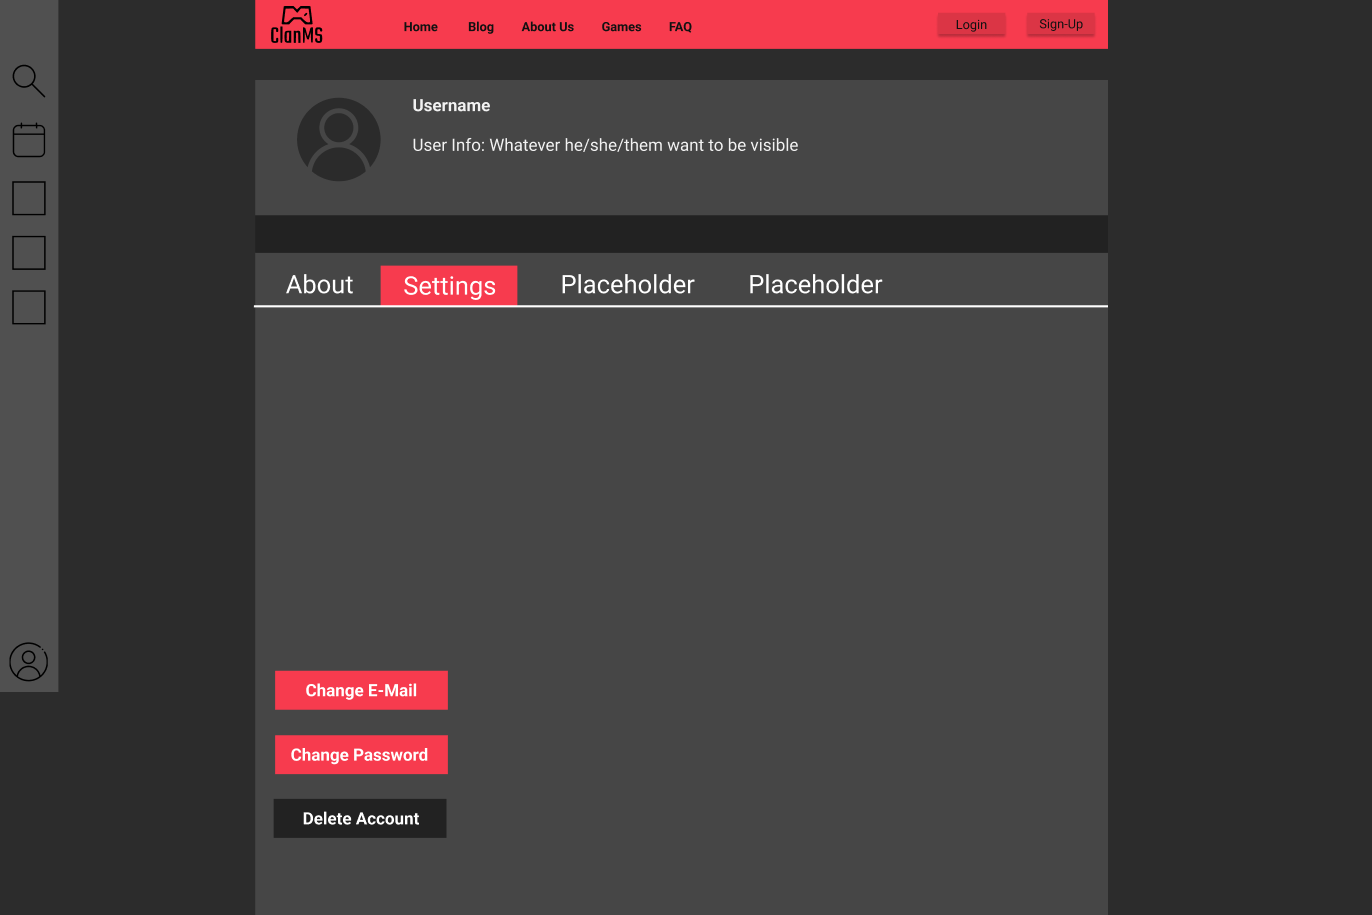 ClanMS
Home Blog About Us Games FAQ Login Sign-Up
Username
User Info: Whatever he/she/them want to be visible
About Settings Placeholder Placeholder
Change E-Mail
Change Password
Delete Account